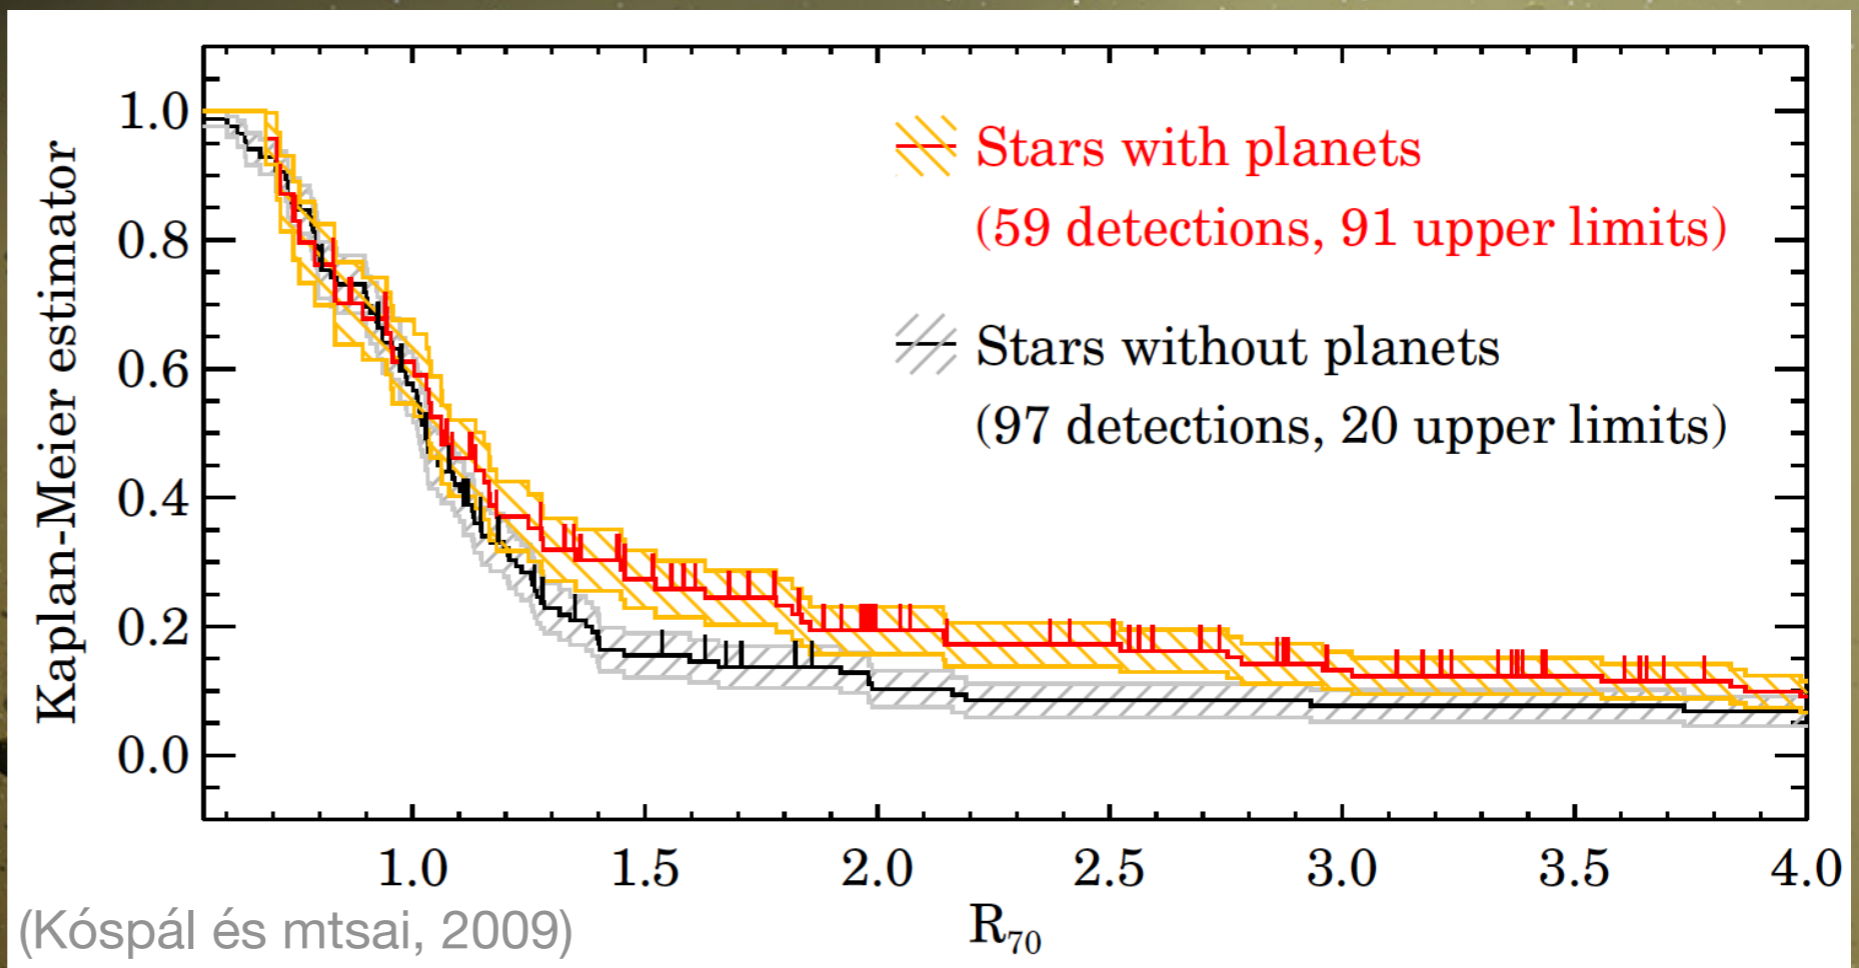 Kaplan-Meier estimator
1.0
0.8
0.6
0.4
0.2
0.0
Stars with planets
(59 detections, 91 upper limits)
Stars without planets
(97 detections, 20 upper limits)
1.0 1.5 2.0 2.5 3.0 3.5 4.0
R₇₀
(Kóspál és mtsai, 2009)